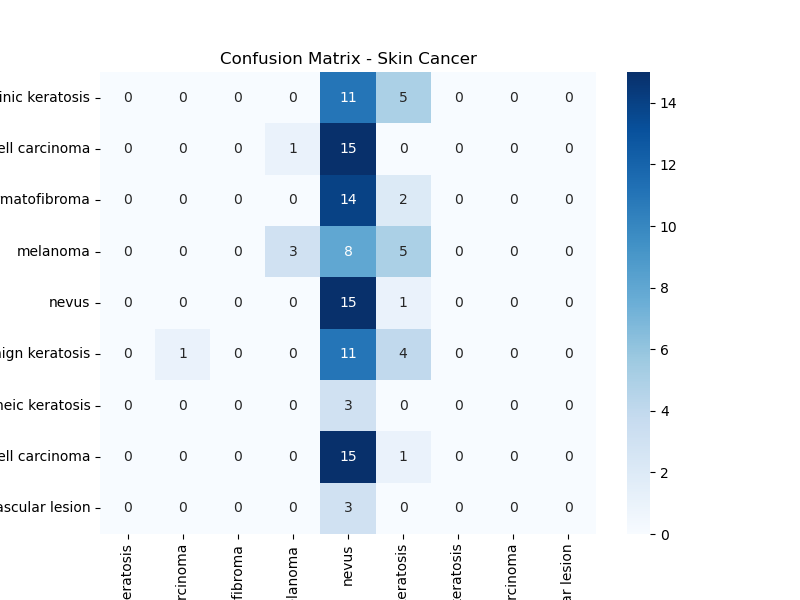 Confusion Matrix - Skin Cancer
inic keratosis 0 0 0 0 11 5 0 0 0
ell carcinoma 0 0 0 1 15 0 0 0 0
matofibroma 0 0 0 0 14 2 0 0 0
melanoma 0 0 0 3 8 5 0 0 0
nevus 0 0 0 0 15 1 0 0 0
ign keratosis 0 1 0 0 11 4 0 0 0
neic keratosis 0 0 0 0 3 0 0 0 0
ell carcinoma 0 0 0 0 15 1 0 0 0
ascular lesion 0 0 0 0 3 0 0 0 0
eratosis
rcinoma
fibroma
lanoma
nevus
eratosis
eratosis
rcinoma
ar lesion
14
12
10
8
6
4
2
0